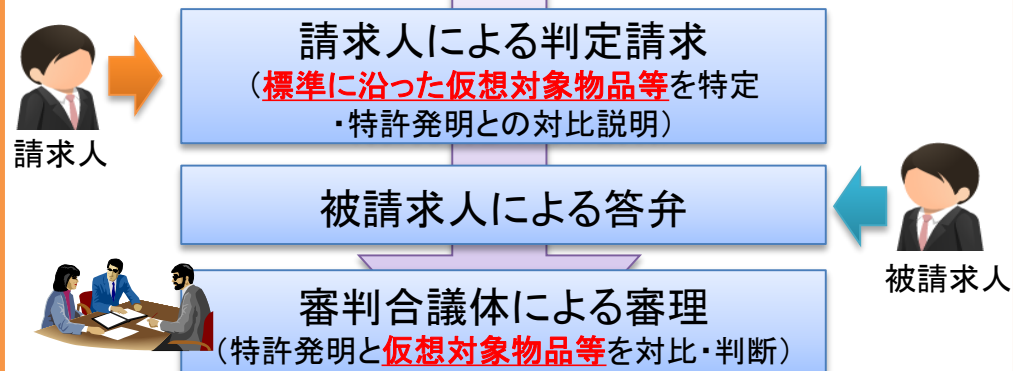 請求人による判定請求
（標準に沿った仮想対象物品等を特定
・特許発明との対比説明）
請求人
被請求人による答弁
被請求人
審判合議体による審理
（特許発明と仮想対象物品等を対比・判断）